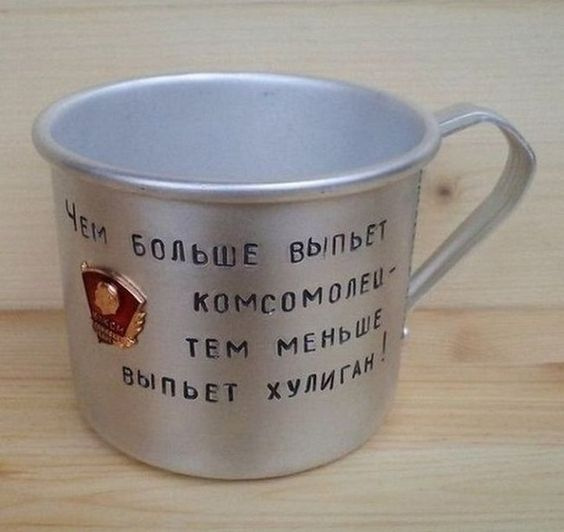 Чем больше выпьет
комсомолец-
тем меньше
выпьет хулиган!